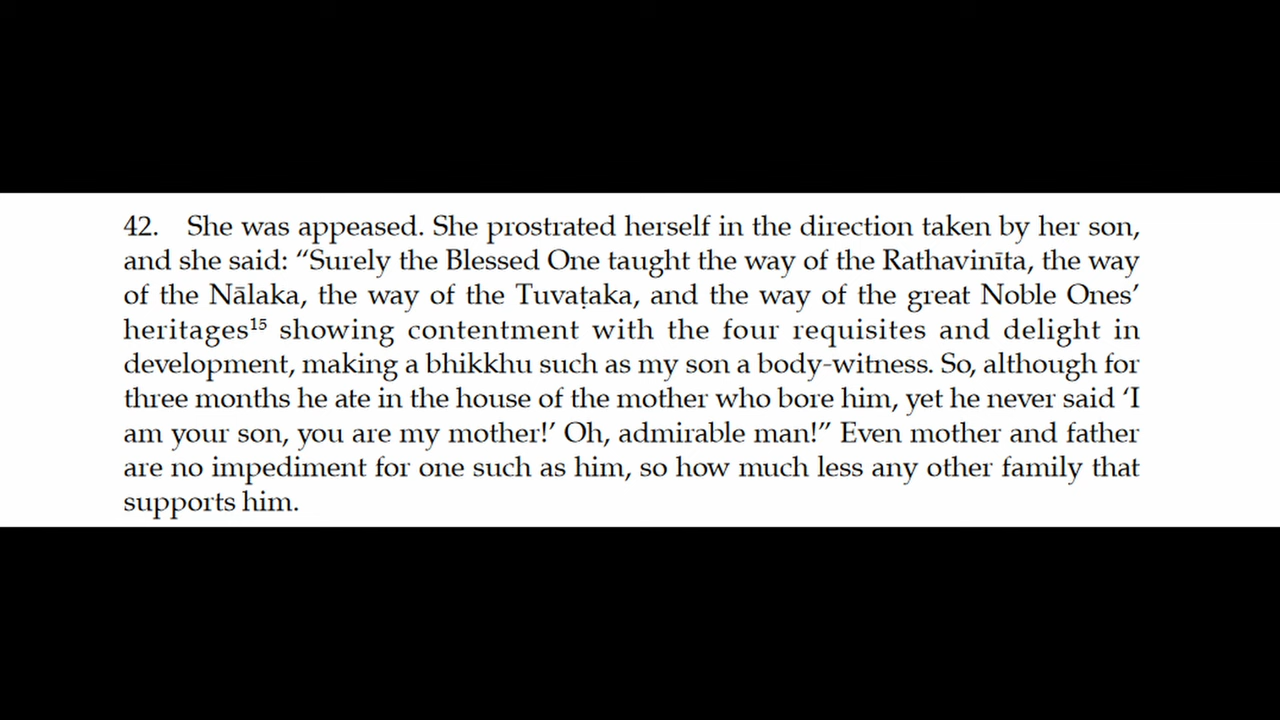 42. She was appeased. She prostrated herself in the direction taken by her son,
and she said: “Surely the Blessed One taught the way of the Rathavinīta, the way
of the Nālaka, the way of the Tuvaṭaka, and the way of the great Noble Ones’
heritages¹⁵ showing contentment with the four requisites and delight in
development, making a bhikkhu such as my son a body-witness. So, although for
three months he ate in the house of the mother who bore him, yet he never said ‘I
am your son, you are my mother!’ Oh, admirable man!” Even mother and father
are no impediment for one such as him, so how much less any other family that
supports him.